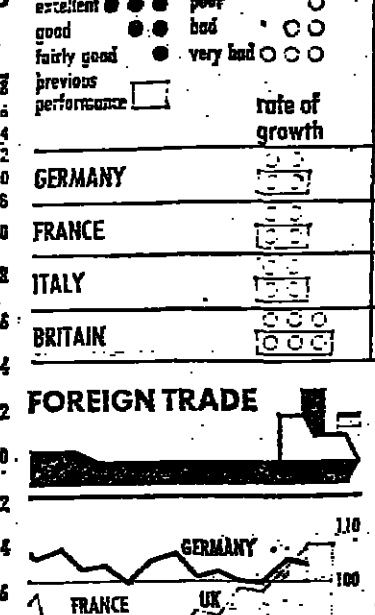 excellent poor
good bad
fairly good very bad
previous
performance
rate of
growth
GERMANY
FRANCE
ITALY
BRITAIN
FOREIGN TRADE
110
GERMANY
100
FRANCE UK